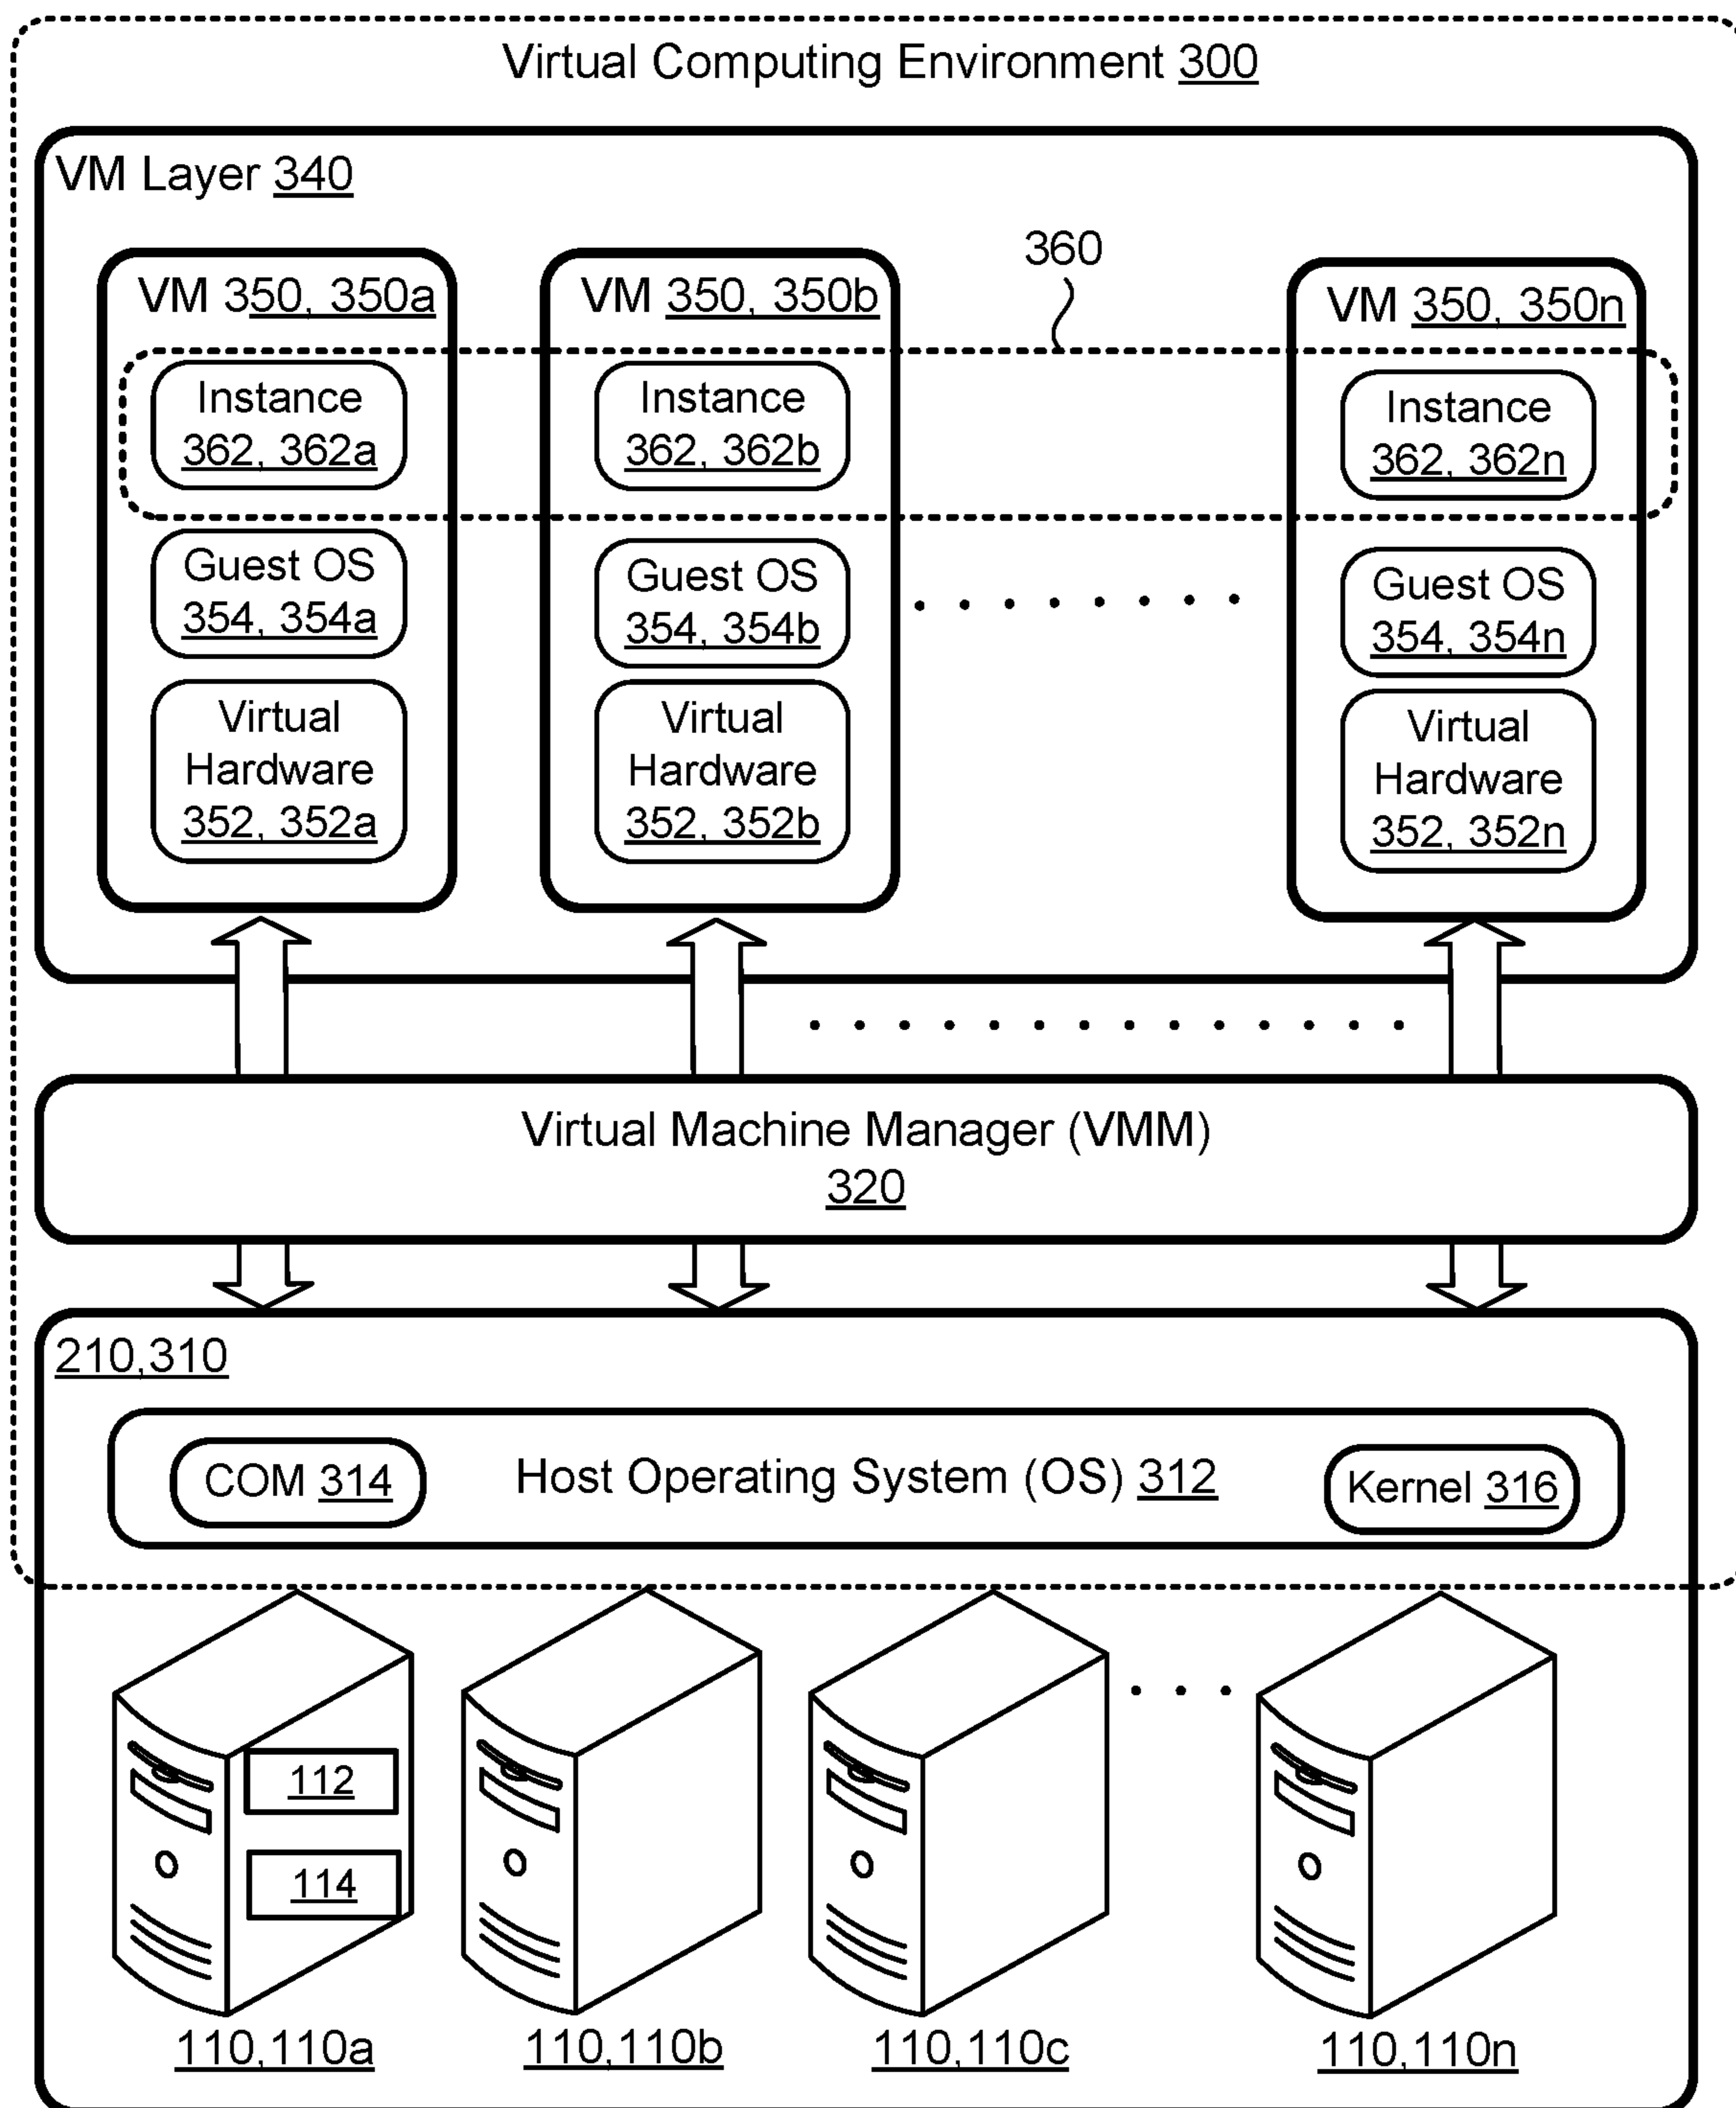 Virtual Computing Environment 300
VM Layer 340
360
VM 350, 350a
Instance
362, 362a
Guest OS
354, 354a
Virtual
Hardware
352, 352a
VM 350, 350b
Instance
362, 362b
Guest OS
354, 354b
Virtual
Hardware
352, 352b
VM 350, 350n
Instance
362, 362n
Guest OS
354, 354n
Virtual
Hardware
352, 352n
Virtual Machine Manager (VMM)
320
210,310
COM 314
Host Operating System (OS) 312
Kernel 316
112
114
110,110a
110,110b
110,110c
110,110n